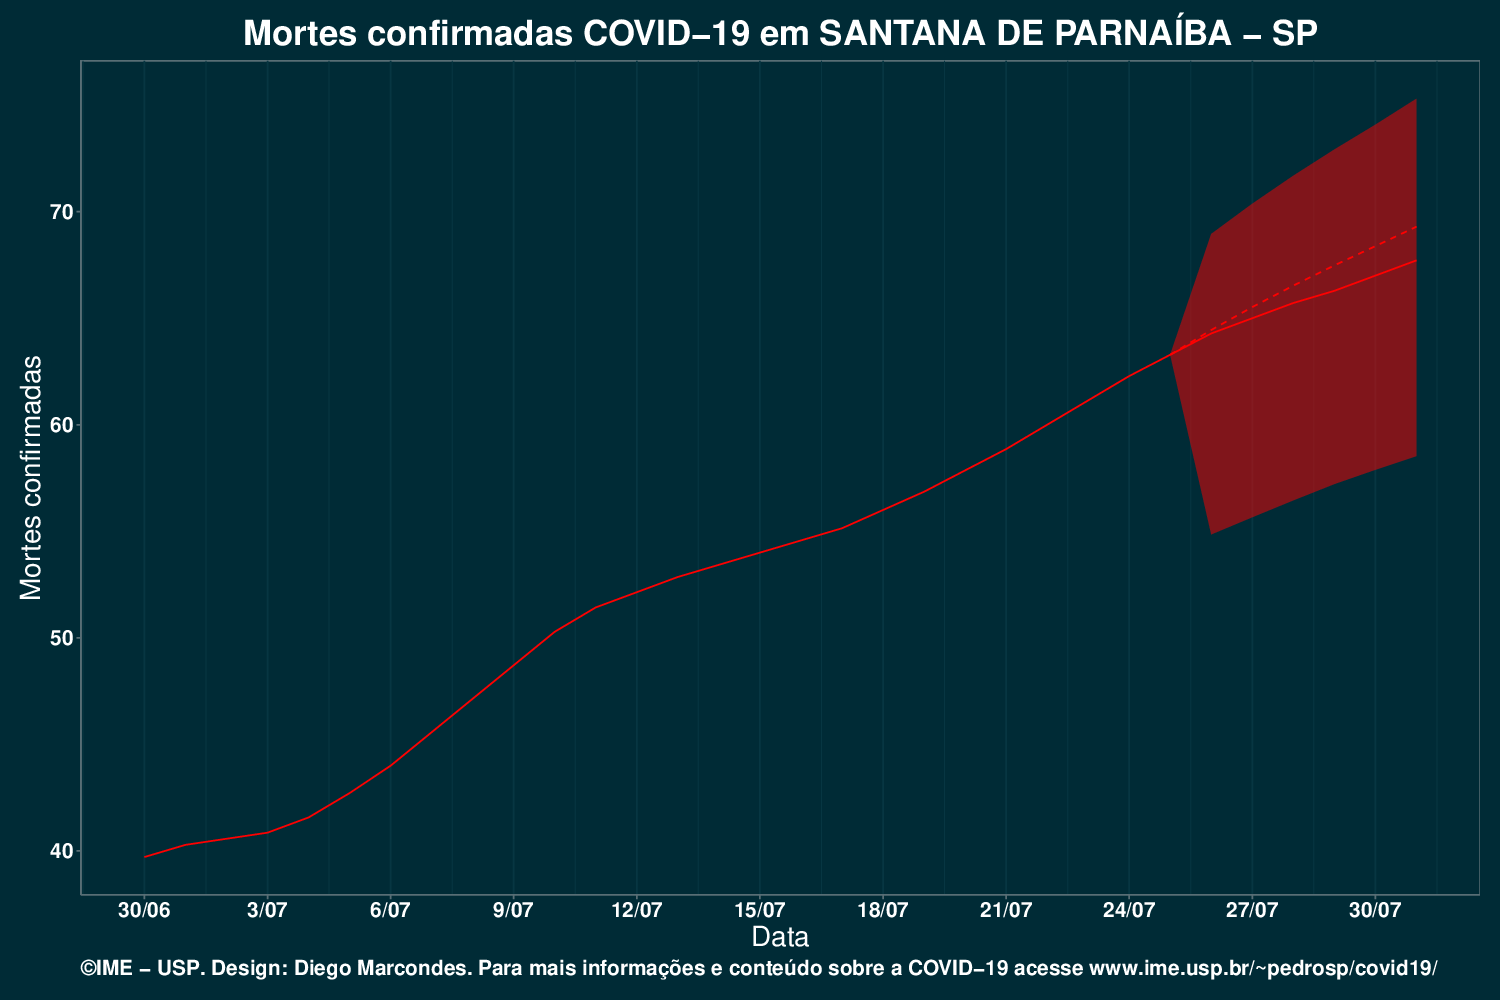 Mortes confirmadas COVID−19 em SANTANA DE PARNAÍBA − SP
Mortes confirmadas
70
60
50
40
30/06 3/07 6/07 9/07 12/07 15/07 18/07 21/07 24/07 27/07 30/07
Data
©IME − USP. Design: Diego Marcondes. Para mais informações e conteúdo sobre a COVID−19 acesse www.ime.usp.br/~pedrosp/covid19/